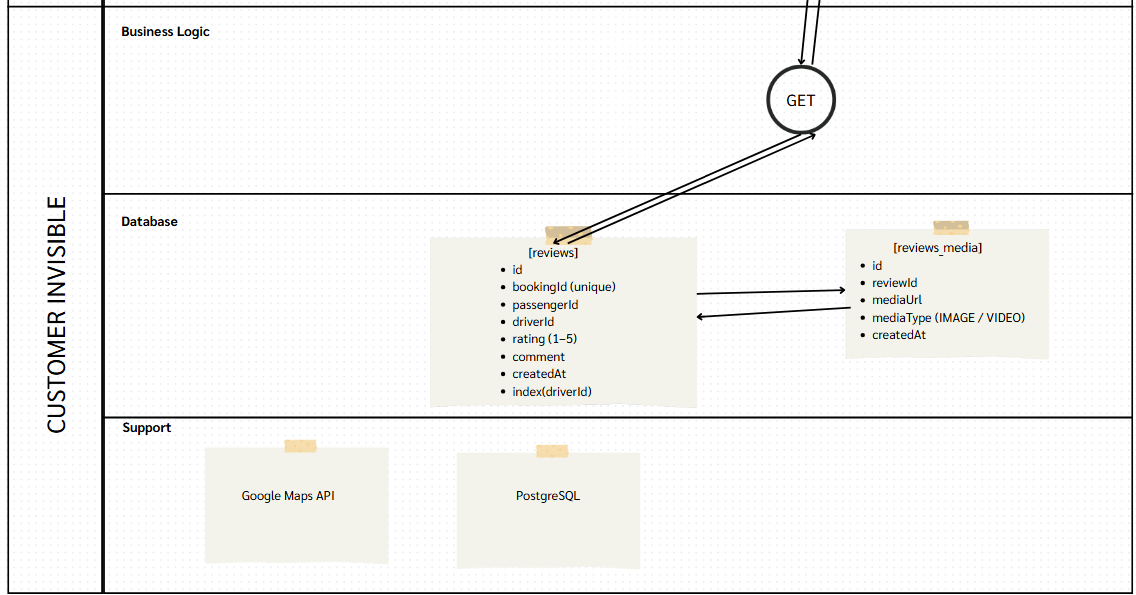 Business Logic
GET
CUSTOMER INVISIBLE
Database
[reviews]
• id
• bookingId (unique)
• passengerId
• driverId
• rating (1–5)
• comment
• createdAt
• index(driverId)
[reviews_media]
• id
• reviewId
• mediaUrl
• mediaType (IMAGE / VIDEO)
• createdAt
Support
Google Maps API
PostgreSQL